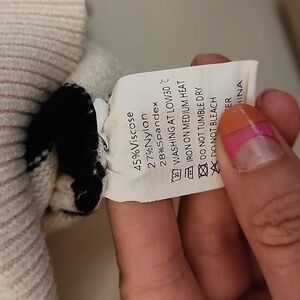 45%Viscose
27%Nylon
28%Spandex
WASHING AT LOW30 ℃
IRON ON MEDIUM HEAT
DO NOT TUMBLE DRY
DO NOT BLEACH